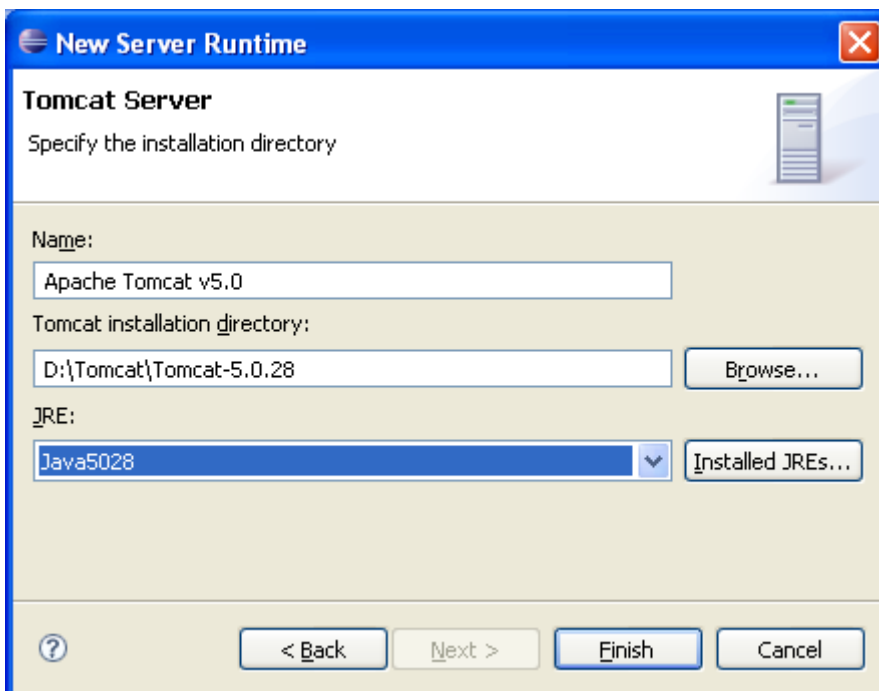 New Server Runtime
Tomcat Server
Specify the installation directory
Name:
Apache Tomcat v5.0
Tomcat installation directory:
D:\Tomcat\Tomcat-5.0.28
Browse...
JRE:
Java5028
Installed JREs...
?
< Back
Next >
Finish
Cancel